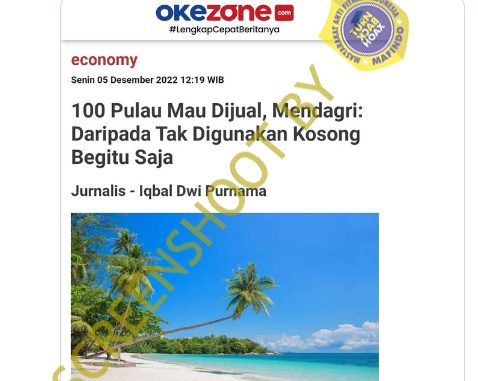 okezone.com
#LengkapCepatBeritanya
MASYARAKAT ANTI FITNAH INDONESIA
TURN BACK HOAX
MAFINDO
economy
Senin 05 Desember 2022 12:19 WIB
100 Pulau Mau Dijual, Mendagri:
Daripada Tak Digunakan Kosong
Begitu Saja
Jurnalis - Iqbal Dwi Purnama
SCREENSHOOT BY